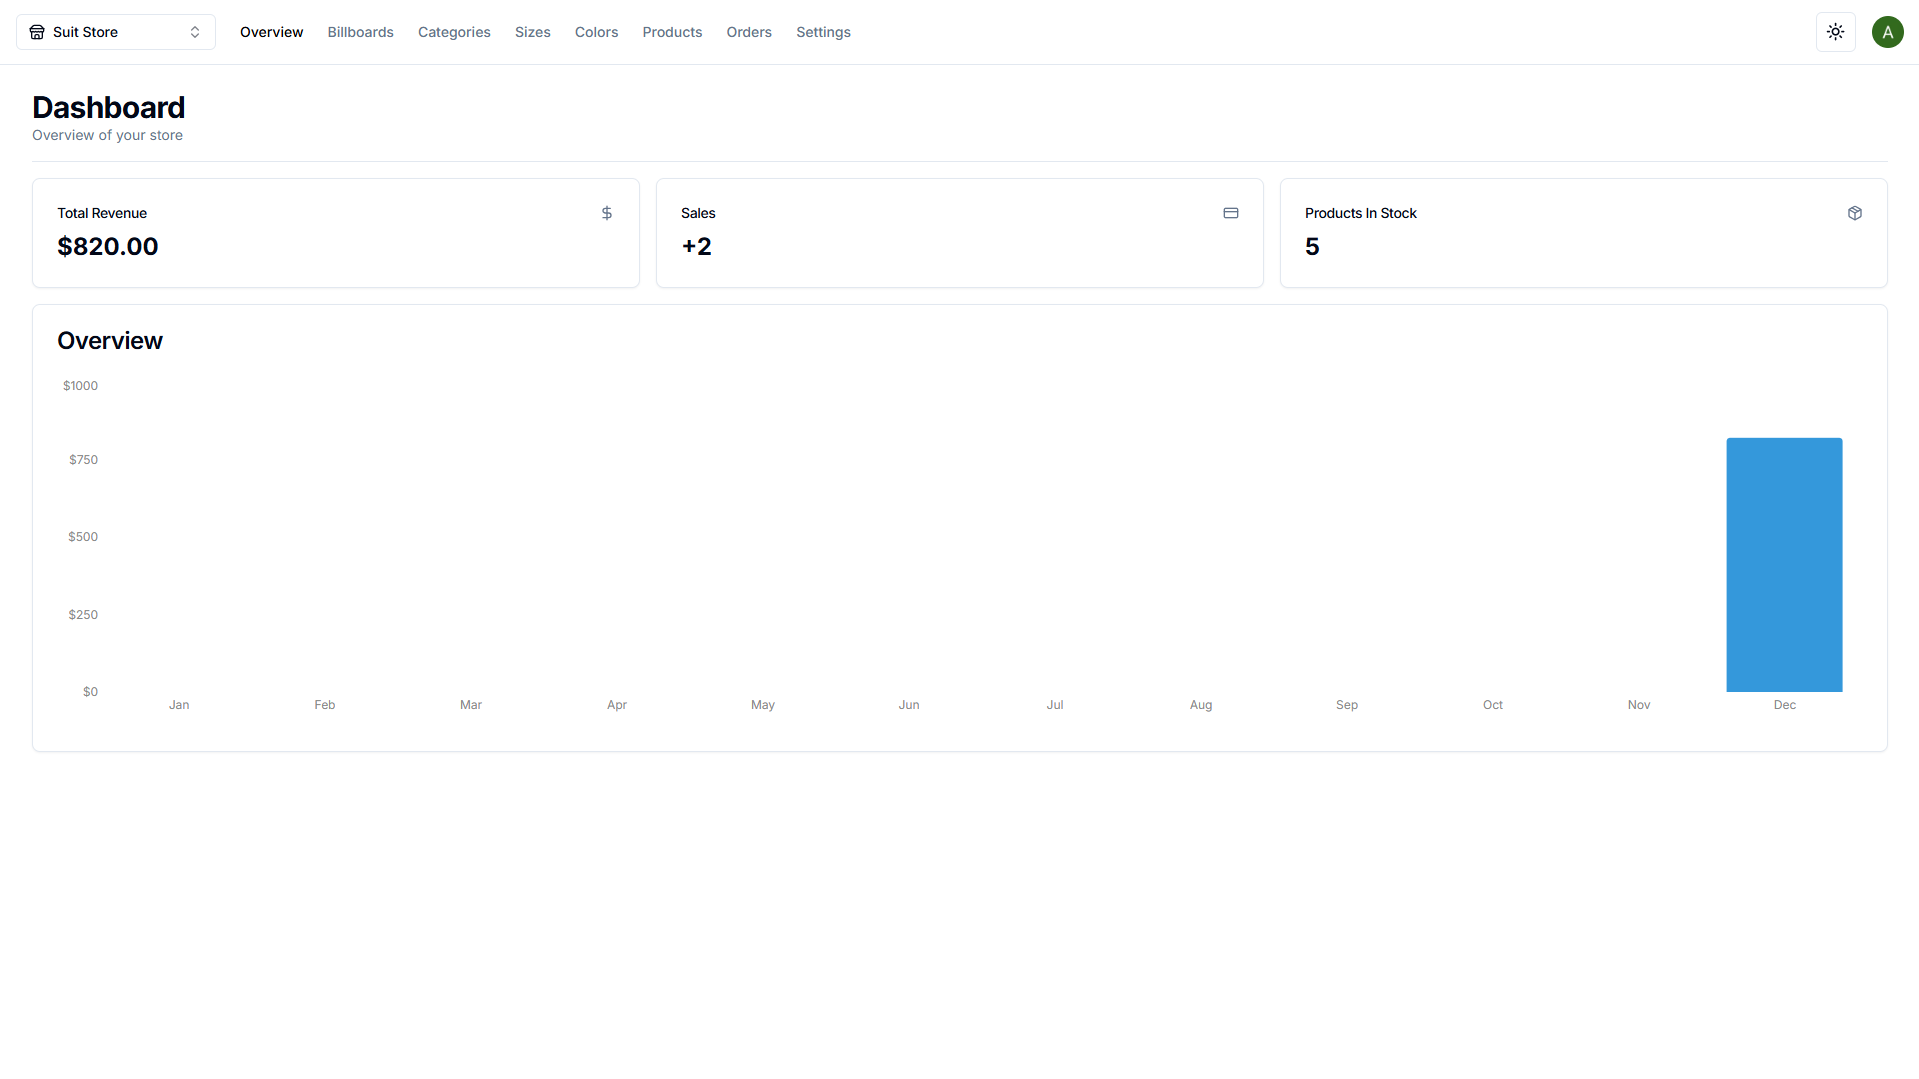 Suit Store
Overview Billboards Categories Sizes Colors Products Orders Settings
A
Dashboard
Overview of your store
Total Revenue
$
$820.00
Sales
+2
Products In Stock
5
Overview
$1000
$750
$500
$250
$0
Jan Feb Mar Apr May Jun Jul Aug Sep Oct Nov Dec